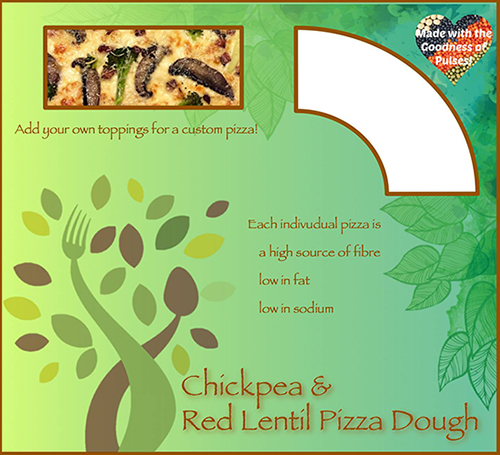 Made with the
Goodness of
Pulses!
Add your own toppings for a custom pizza!
Each indivudual pizza is
a high source of fibre
low in fat
low in sodium
Chickpea &
Red Lentil Pizza Dough